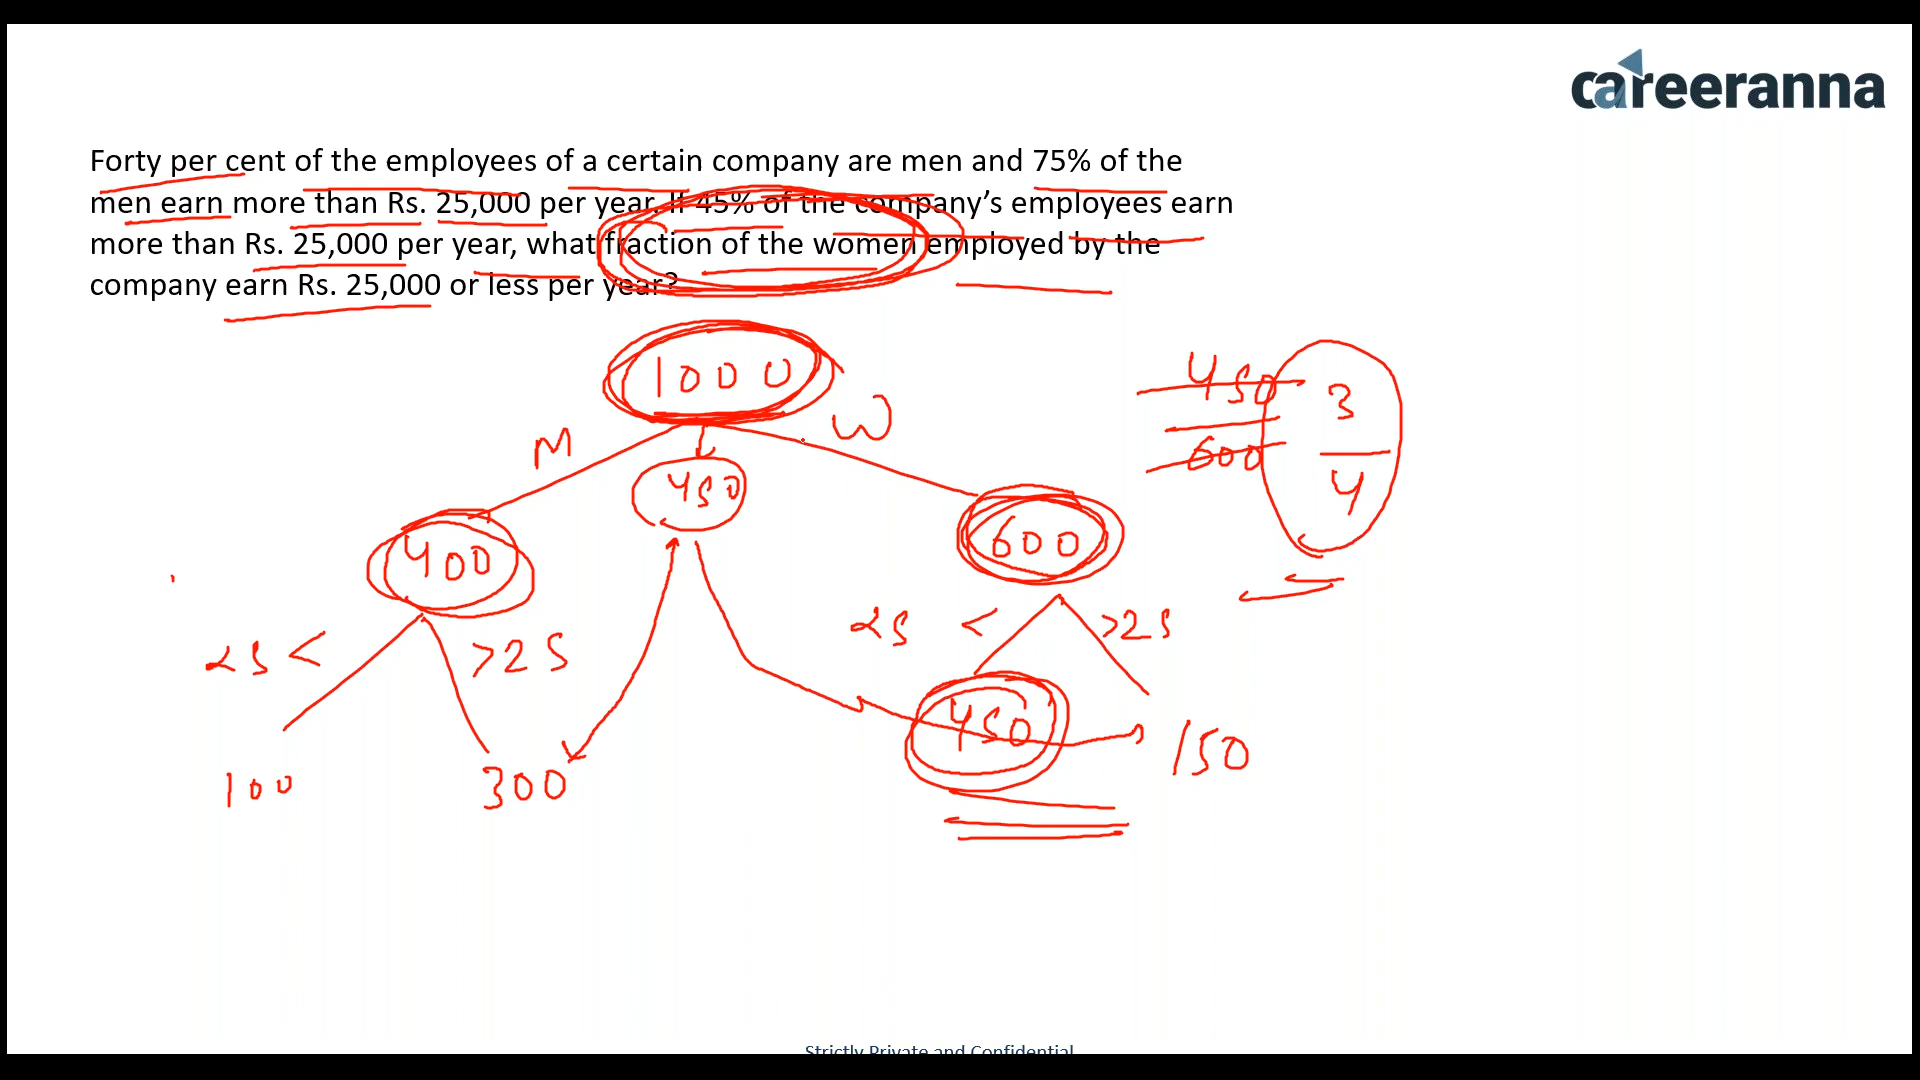 careeranna
Forty per cent of the employees of a certain company are men and 75% of the
men earn more than Rs. 25,000 per year. If 45% of the company’s employees earn
more than Rs. 25,000 per year, what fraction of the women employed by the
company earn Rs. 25,000 or less per year?
1000
M
W
450
600
3
4
450
400
600
25 <
>25
25 <
>25
100
300
450
150
Strictly Private and Confidential